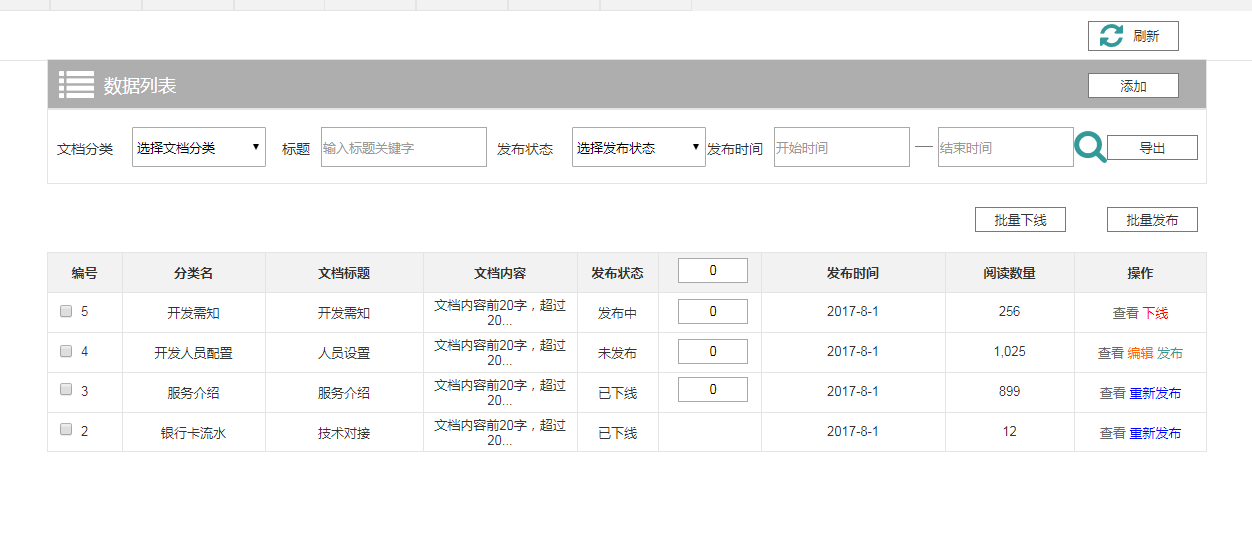 刷新
数据列表
添加
文档分类 选择文档分类 标题 输入标题关键字 发布状态 选择发布状态 发布时间 开始时间 — 结束时间 导出
批量下线 批量发布
编号 分类名 文档标题 文档内容 发布状态 0 发布时间 阅读数量 操作
5 开发需知 开发需知 文档内容前20字，超过20... 发布中 0 2017-8-1 256 查看 下线
4 开发人员配置 人员设置 文档内容前20字，超过20... 未发布 0 2017-8-1 1,025 查看 编辑 发布
3 服务介绍 服务介绍 文档内容前20字，超过20... 已下线 0 2017-8-1 899 查看 重新发布
2 银行卡流水 技术对接 文档内容前20字，超过20... 已下线 2017-8-1 12 查看 重新发布